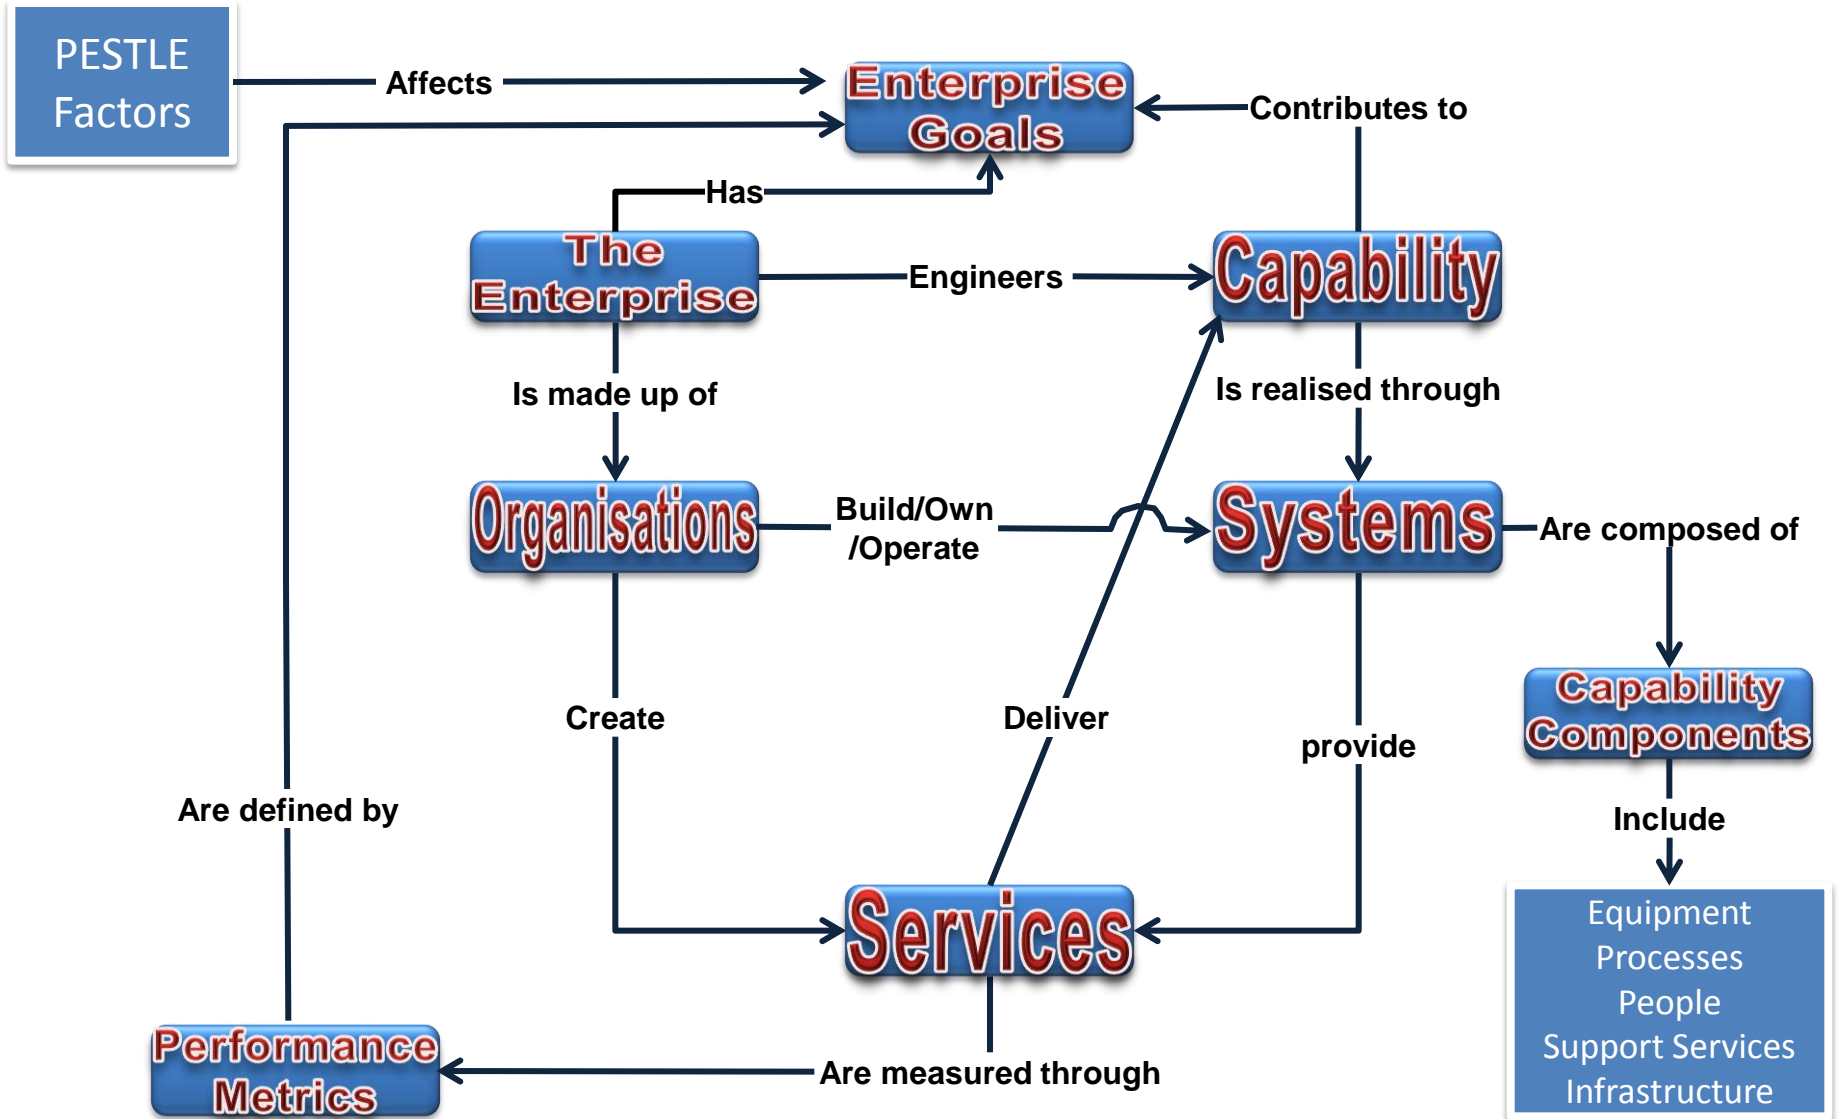 PESTLE
Factors
Affects
Enterprise
Goals
Contributes to
Has
The
Enterprise
Engineers
Capability
Is made up of
Is realised through
Organisations
Build/Own
/Operate
Systems
Are composed of
Create
Deliver
provide
Capability
Components
Are defined by
Include
Services
Equipment
Processes
People
Support Services
Infrastructure
Performance
Metrics
Are measured through